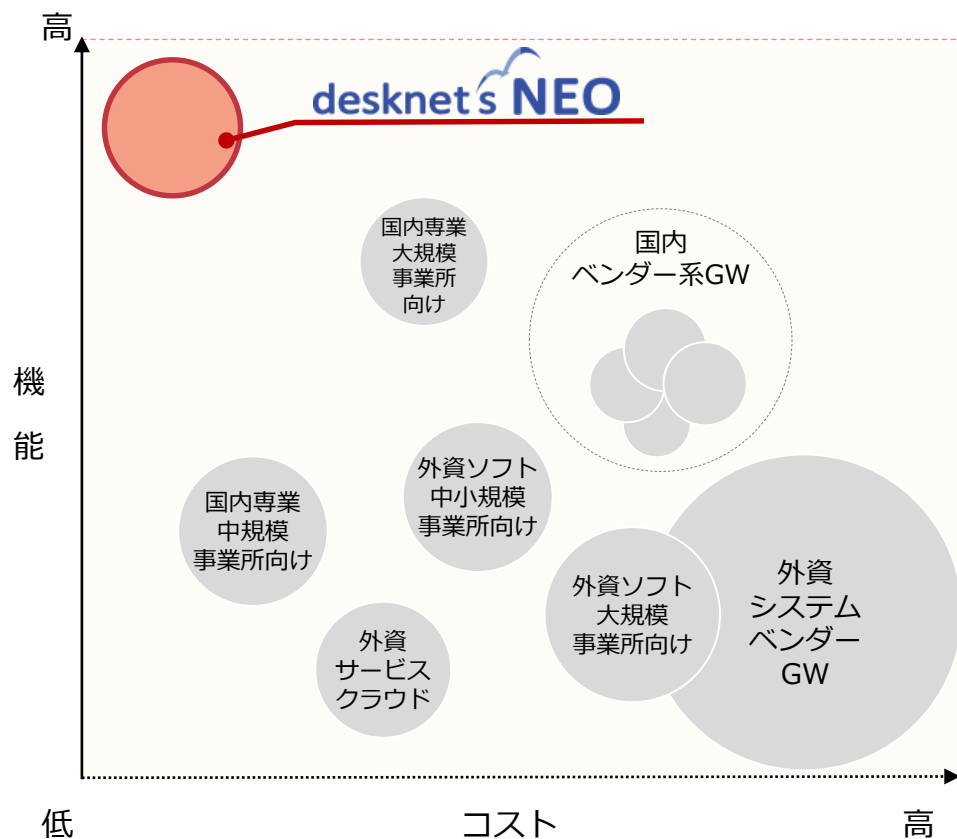 高
desknet's NEO
国内専業
大規模
事業所
向け
国内
ベンダー系GW
機
能
外資ソフト
中小規模
事業所向け
国内専業
中規模
事業所向け
外資ソフト
大規模
事業所向け
外資
システム
ベンダー
GW
外資
サービス
クラウド
低
コスト
高